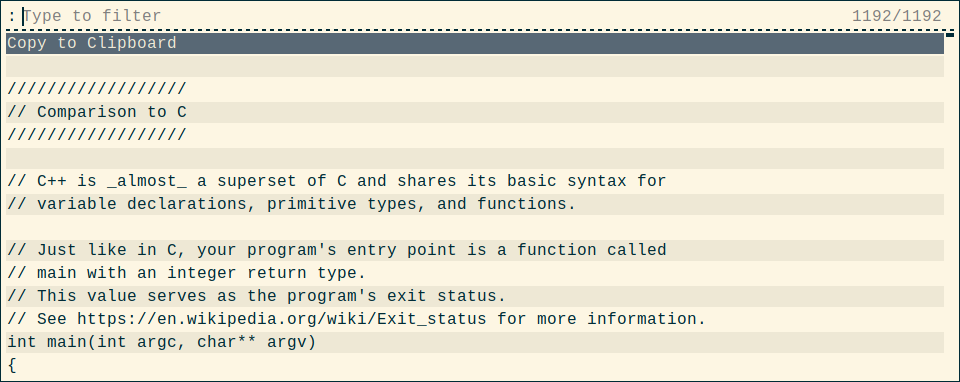 : Type to filter 1192/1192
Copy to Clipboard
//////////////////
// Comparison to C
//////////////////
// C++ is _almost_ a superset of C and shares its basic syntax for
// variable declarations, primitive types, and functions.
// Just like in C, your program's entry point is a function called
// main with an integer return type.
// This value serves as the program's exit status.
// See https://en.wikipedia.org/wiki/Exit_status for more information.
int main(int argc, char** argv)
{